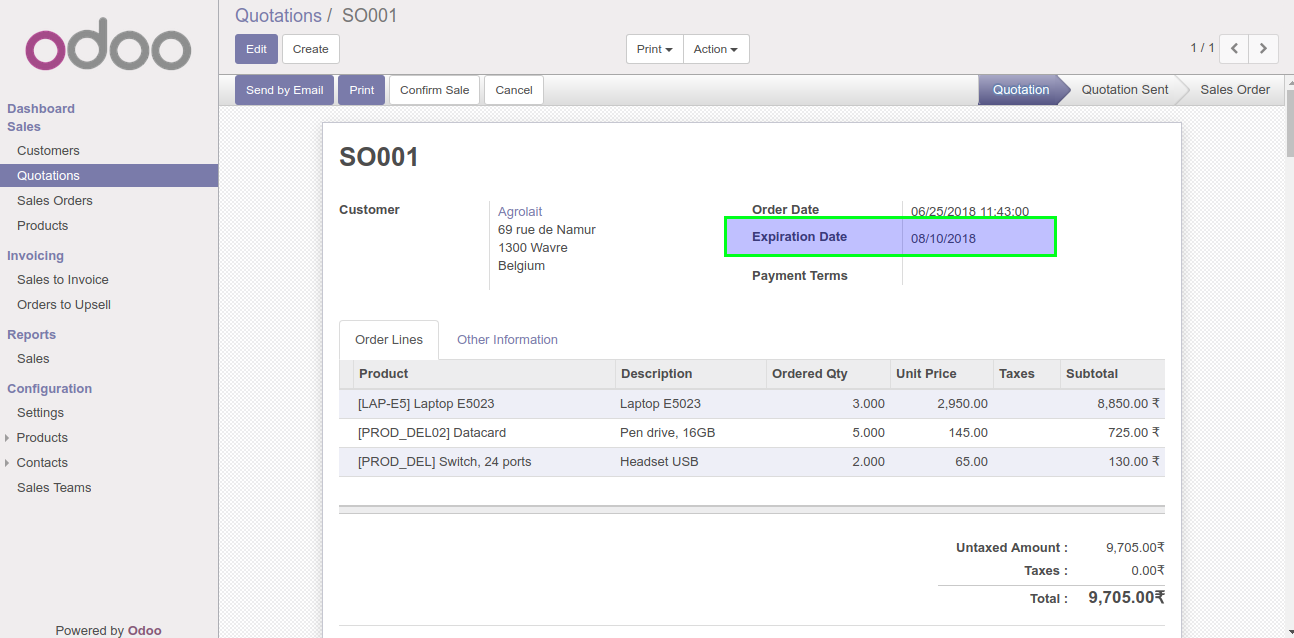 odoo
Dashboard
Sales
Customers
Quotations
Sales Orders
Products
Invoicing
Sales to Invoice
Orders to Upsell
Reports
Sales
Configuration
Settings
Products
Contacts
Sales Teams
Powered by Odoo
Quotations / SO001
Edit Create Print Action 1 / 1
Send by Email Print Confirm Sale Cancel Quotation Quotation Sent Sales Order
SO001
Customer
Agrolait
69 rue de Namur
1300 Wavre
Belgium
Order Date 06/25/2018 11:43:00
Expiration Date 08/10/2018
Payment Terms
Order Lines Other Information
Product Description Ordered Qty Unit Price Taxes Subtotal
[LAP-E5] Laptop E5023 Laptop E5023 3.000 2,950.00 8,850.00 ₹
[PROD_DEL02] Datacard Pen drive, 16GB 5.000 145.00 725.00 ₹
[PROD_DEL] Switch, 24 ports Headset USB 2.000 65.00 130.00 ₹
Untaxed Amount : 9,705.00₹
Taxes : 0.00₹
Total : 9,705.00₹